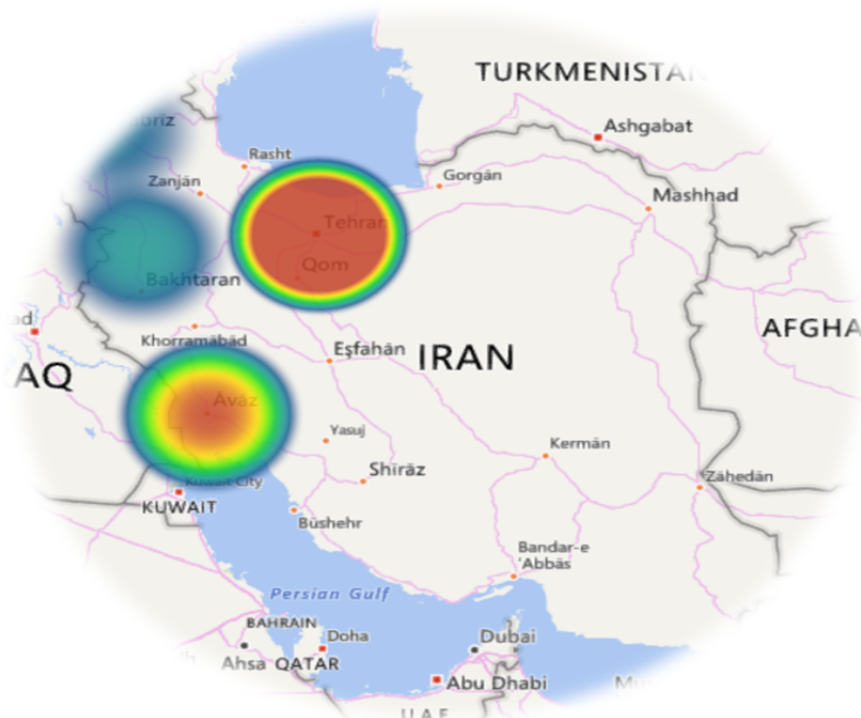 TURKMENISTAN
Ashgabat
Rasht
Gorgān
Zanjān
Mashhad
Tehran
Qom
Bakhtaran
Khorramābād
Eşfahān
IRAN
AFGHA
AQ
Avaz
Yasuj
Kermān
Shīrāz
Zāhedān
Kuwait City
KUWAIT
Būshehr
Bandar-e
'Abbās
Persian Gulf
BAHRAIN
Doha
Dubai
Ahsa
QATAR
Abu Dhabi
U.A.E